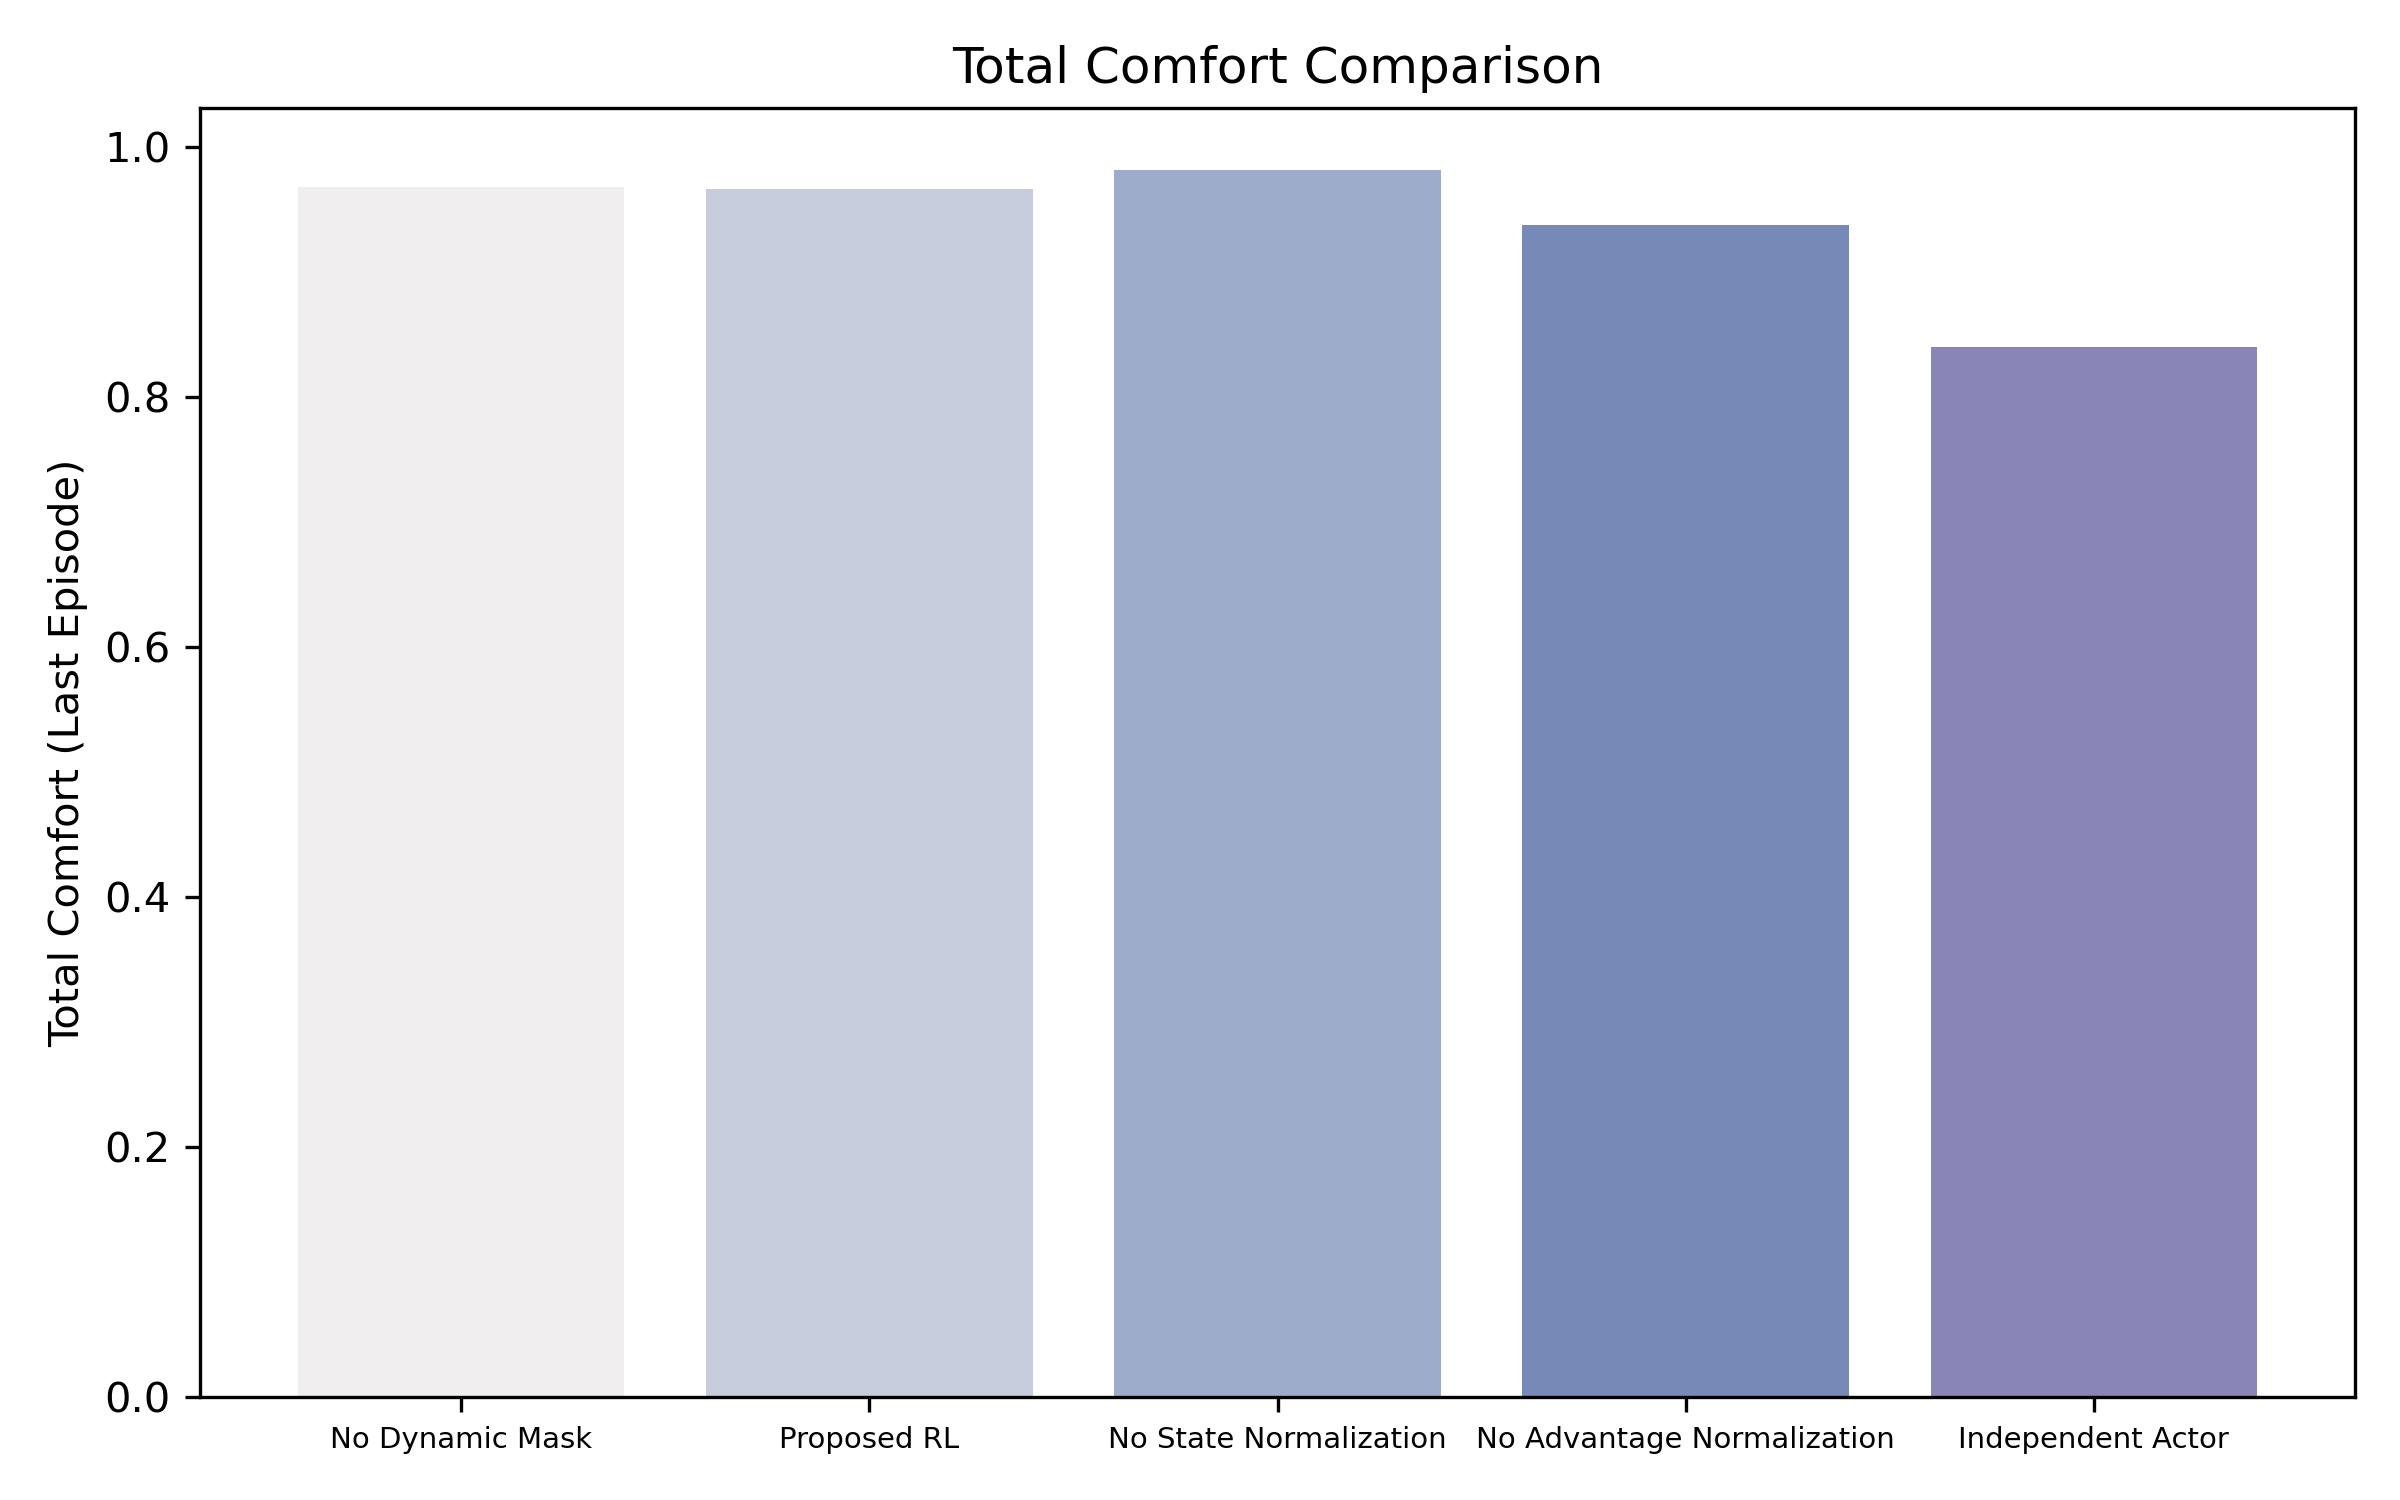 Total Comfort Comparison
Total Comfort (Last Episode)
1.0
0.8
0.6
0.4
0.2
0.0
No Dynamic Mask
Proposed RL
No State Normalization
No Advantage Normalization
Independent Actor